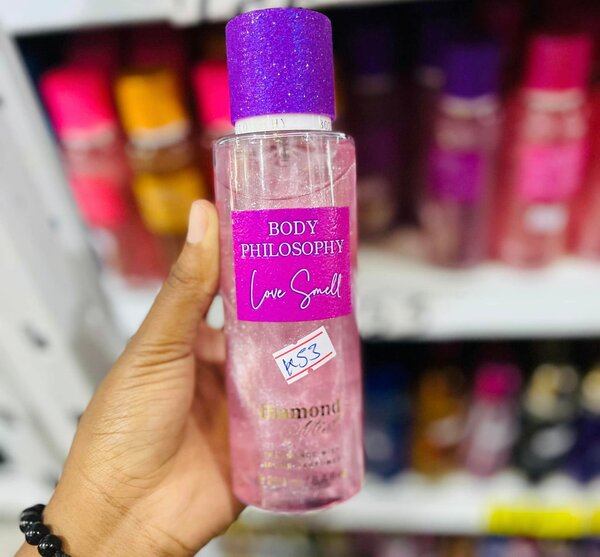 BODY
PHILOSOPHY
Love Smell
K53
Diamond